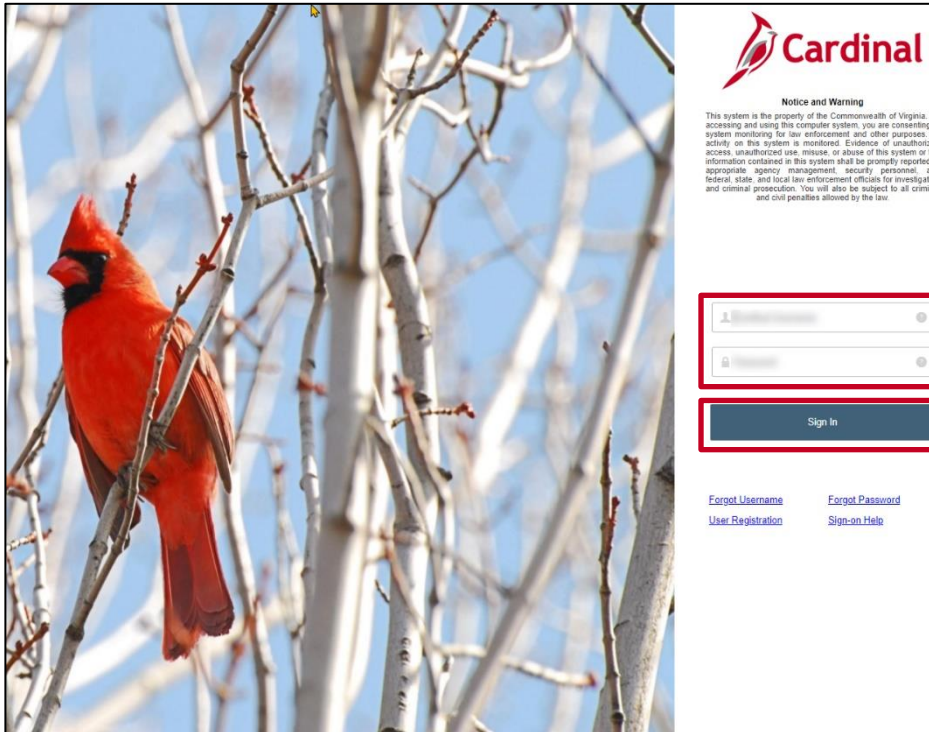 Cardinal
Notice and Warning
This system is the property of the Commonwealth of Virginia.
accessing and using this computer system, you are consenting
system monitoring for law enforcement and other purposes.
activity on this system is monitored. Evidence of
access, unauthorized use, misuse, or abuse of this system or
information contained in this system shall be promptly reported
appropriate agency management, security personnel,
federal, state, and local law enforcement officials for
and criminal prosecution. You will also be subject to all
and civil penalties allowed by the law.
Sign In
Forgot Username Forgot Password
User Registration Sign-on Help